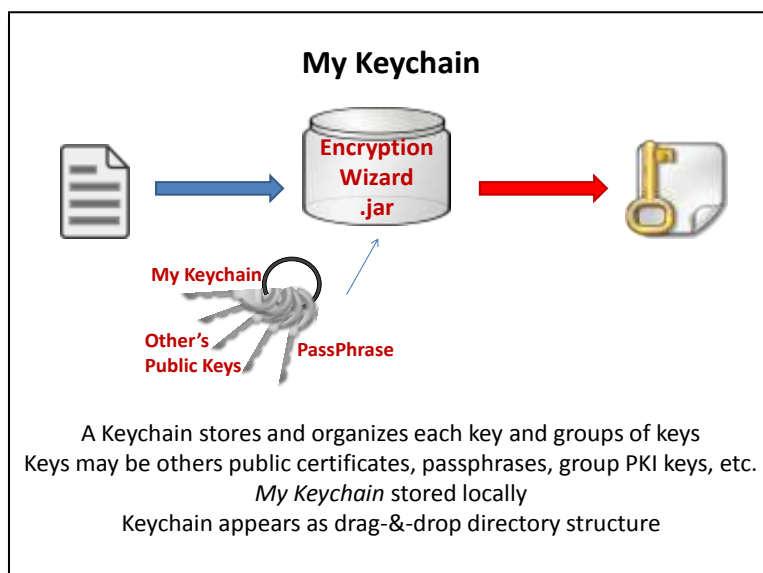 My Keychain
Encryption
Wizard
.jar
My Keychain
Other's
Public Keys
PassPhrase
A Keychain stores and organizes each key and groups of keys
Keys may be others public certificates, passphrases, group PKI keys, etc.
My Keychain stored locally
Keychain appears as drag-&-drop directory structure